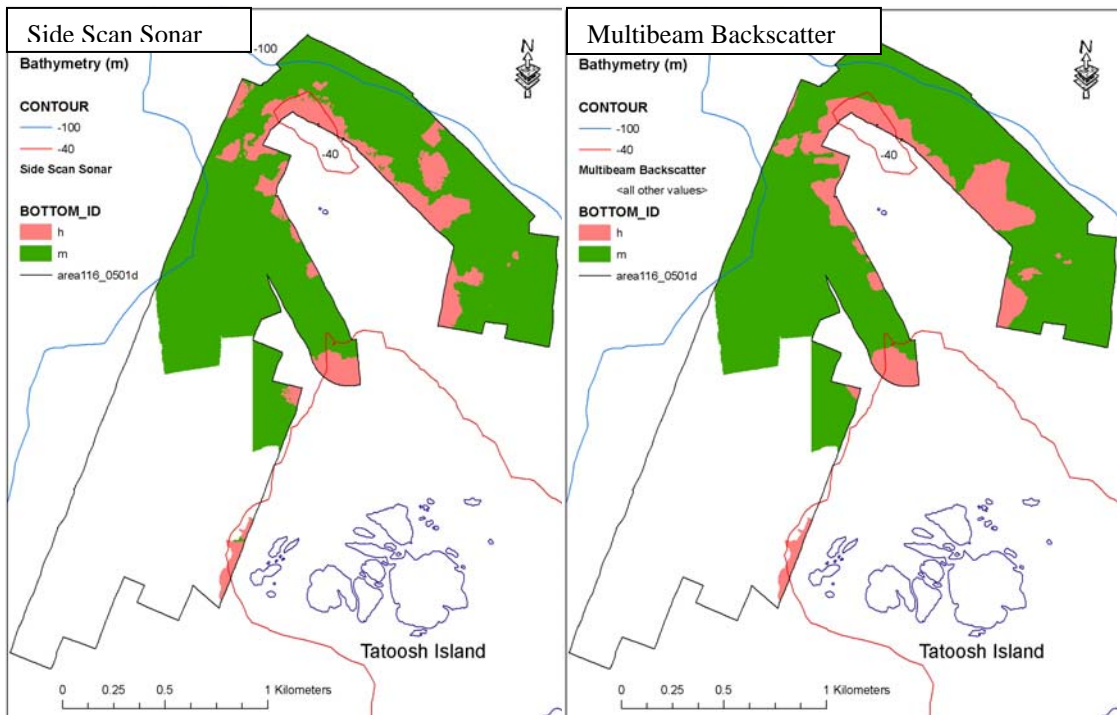 Side Scan Sonar
-100
N
Bathymetry (m)
CONTOUR
-100
-40
-40
Side Scan Sonar
BOTTOM_ID
h
m
area116_0501d
Tatoosh Island
0 0.25 0.5 1 Kilometers
Multibeam Backscatter
N
Bathymetry (m)
CONTOUR
-100
-40
-40
Multibeam Backscatter
<all other values>
BOTTOM_ID
h
m
area116_0501d
Tatoosh Island
0 0.25 0.5 1 Kilometers